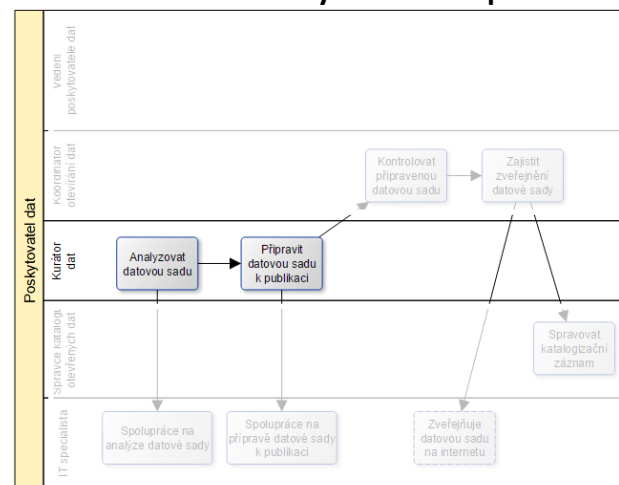 Poskytovatel dat
Vedení
poskytovatele dat
Koordinátor
otevírání dat
Kontrolovat
připravenou
datovou sadu
Zajistit
zveřejnění
datové sady
Kurátor
dat
Analyzovat
datovou sadu
Připravit
datovou sadu
k publikaci
Správce katalogu
otevřených dat
Spravovat
katalogizační
záznam
IT specialista
Spolupráce na
analýze datové sady
Spolupráce na
přípravě datové sady
k publikaci
Zveřejňuje
datovou sadu
na internetu